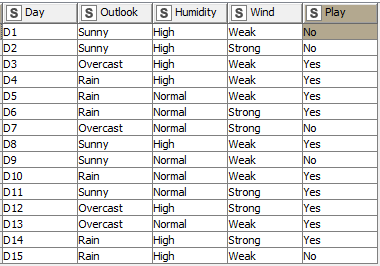 S Day S Outlook S Humidity S Wind S Play
D1 Sunny High Weak No
D2 Sunny High Strong No
D3 Overcast High Weak Yes
D4 Rain High Weak Yes
D5 Rain Normal Weak Yes
D6 Rain Normal Strong Yes
D7 Overcast Normal Strong No
D8 Sunny High Weak Yes
D9 Sunny Normal Weak No
D10 Rain Normal Weak Yes
D11 Sunny Normal Strong Yes
D12 Overcast High Strong Yes
D13 Overcast Normal Weak Yes
D14 Rain High Strong Yes
D15 Rain High Weak No